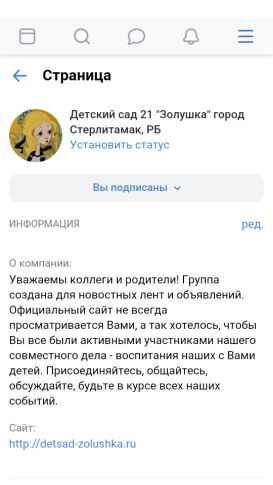 Страница
Детский сад 21 "Золушка" город
Стерлитамак, РБ
Установить статус
Вы подписаны
ИНФОРМАЦИЯ
ред.
О компании:
Уважаемы коллеги и родители! Группа
создана для новостных лент и объявлений.
Официальный сайт не всегда
просматривается Вами, а так хотелось, чтобы
Вы все были активными участниками нашего
совместного дела - воспитания наших с Вами
детей. Присоединяйтесь, общайтесь,
обсуждайте, будьте в курсе всех наших
событий.
Сайт:
http://detsad-zolushka.ru